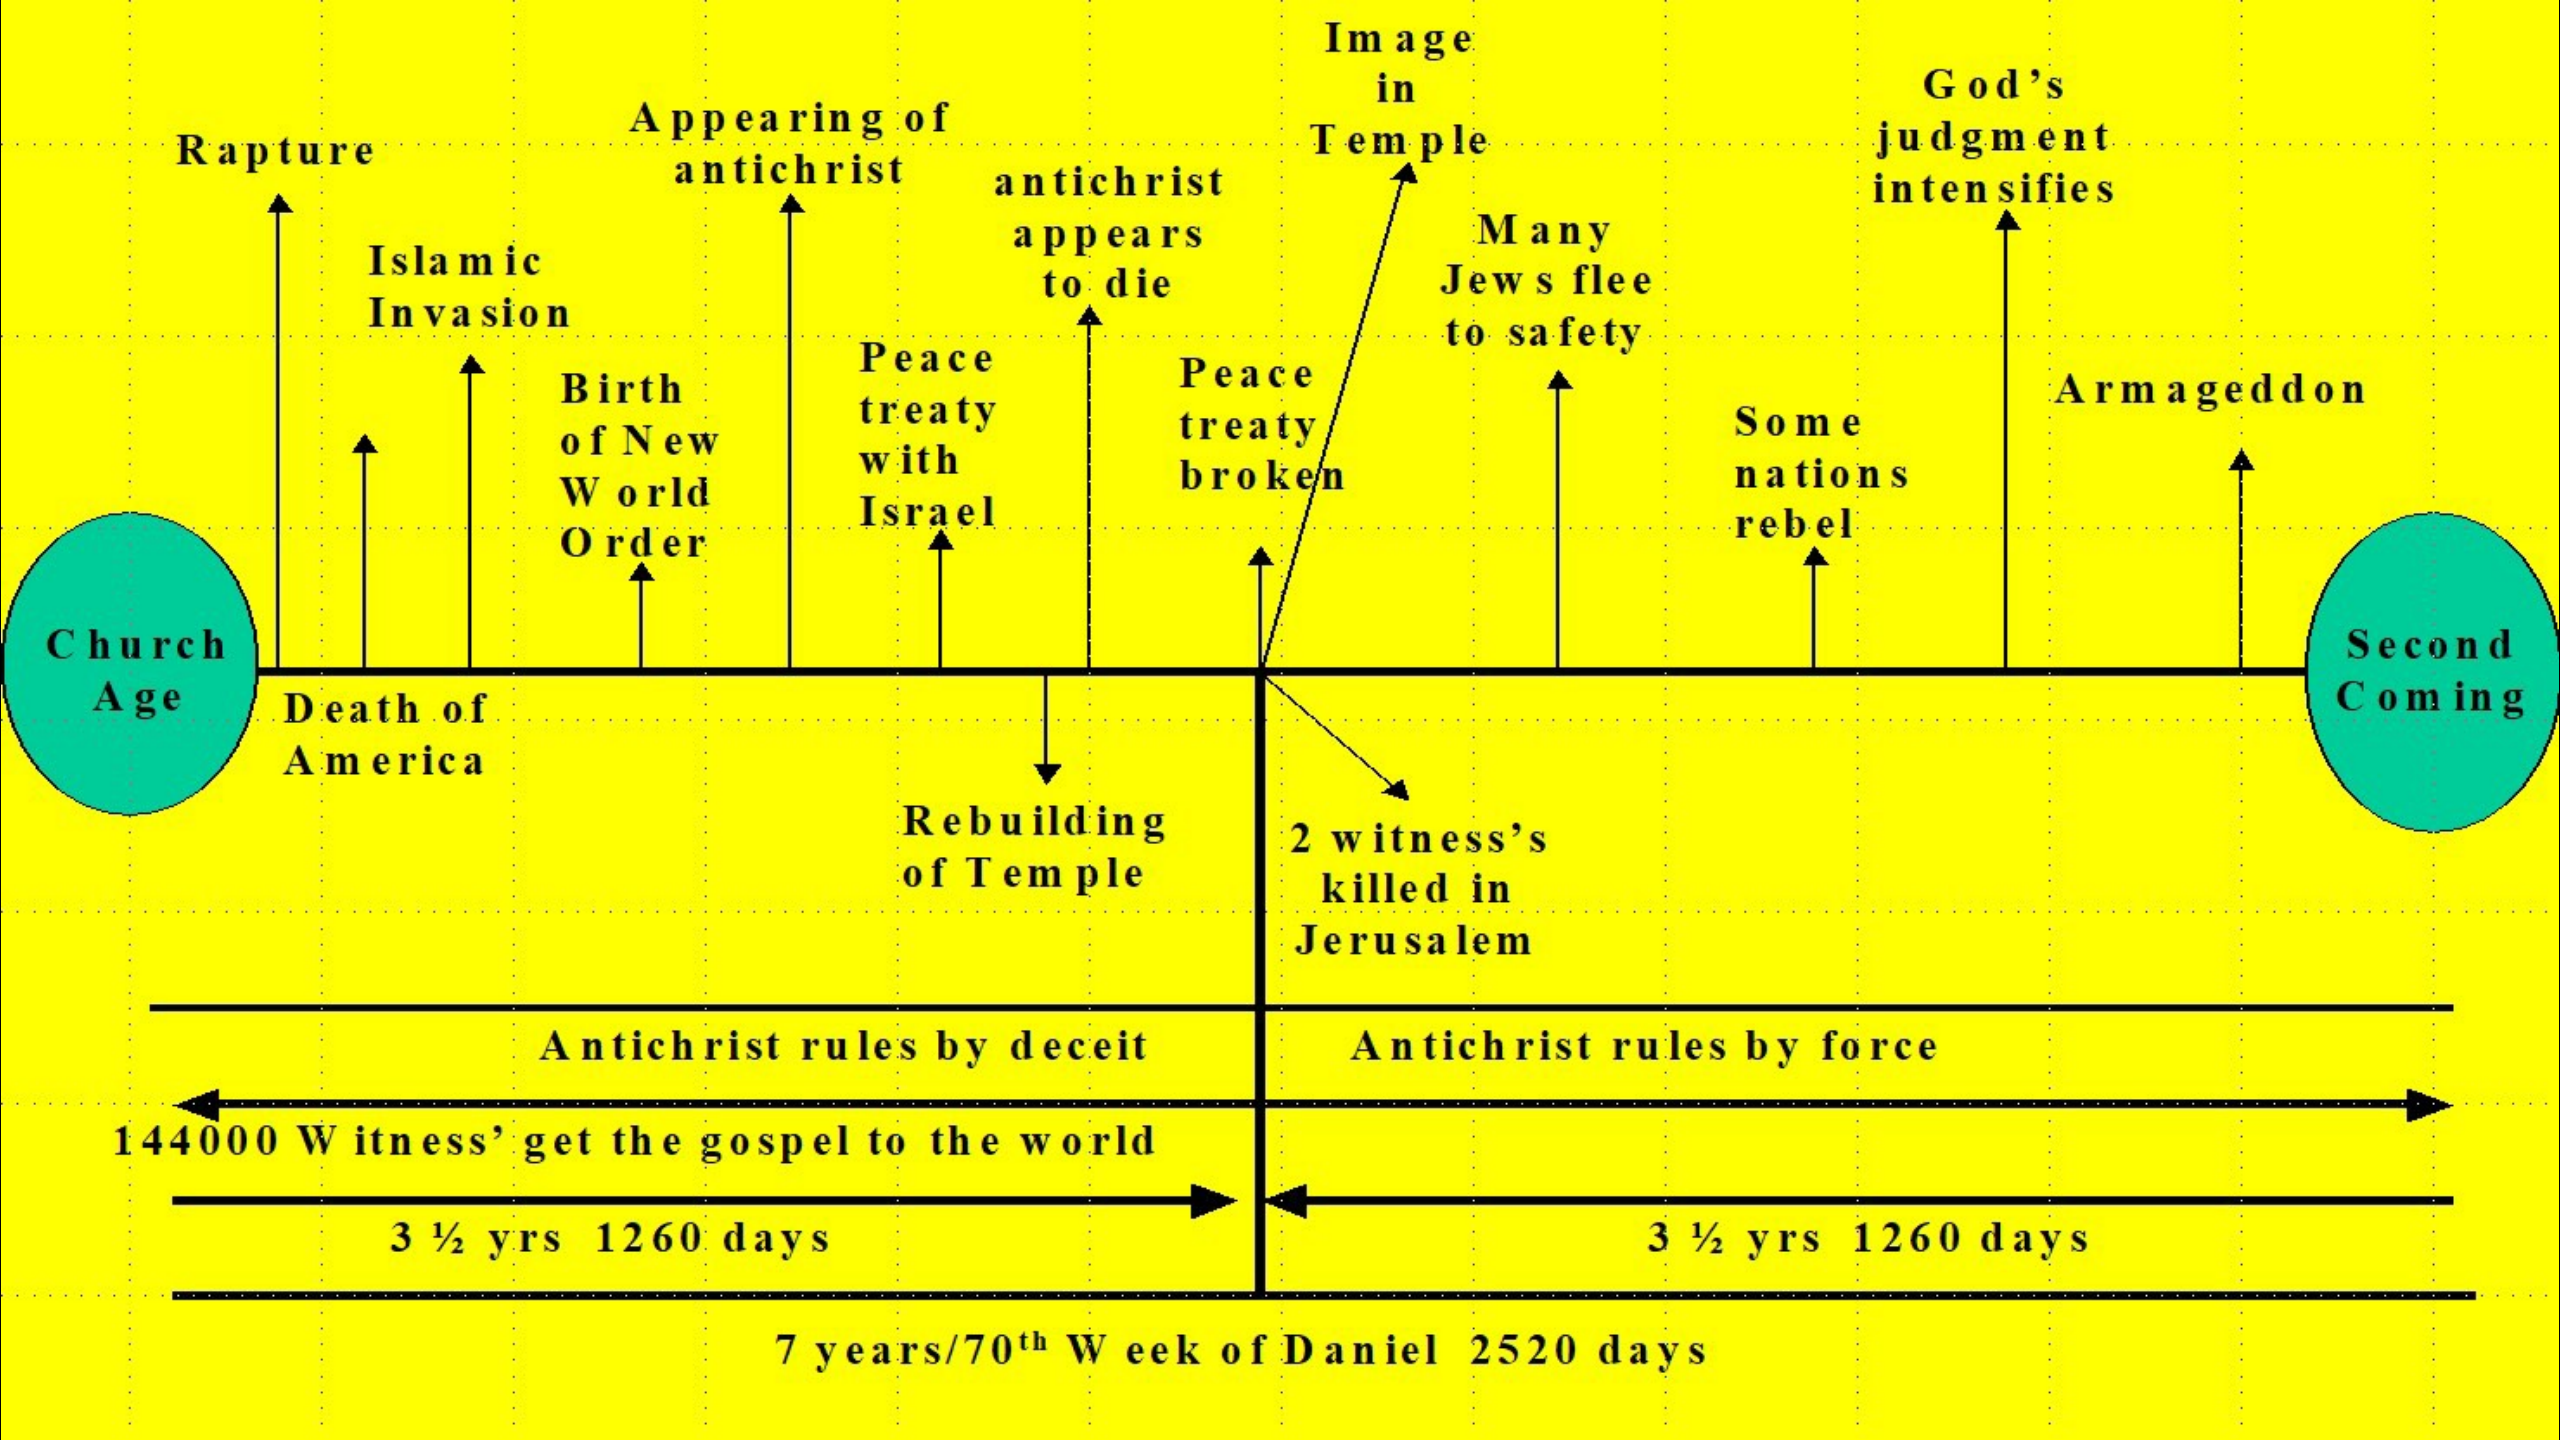 Rapture
Islamic
Invasion
Birth
of New
World
Order
Appearing of
antichrist
Peace
treaty
with
Israel
antichrist
appears
to die
Peace
treaty
broken
Image
in
Temple
Many
Jews flee
to safety
Some
nations
rebel
God’s
judgment
intensifies
Armageddon
Church
Age
Second
Coming
Death of
America
Rebuilding
of Temple
2 witness’s
killed in
Jerusalem
Antichrist rules by deceit
Antichrist rules by force
144000 Witness’ get the gospel to the world
3 ½ yrs 1260 days
3 ½ yrs 1260 days
7 years/70th Week of Daniel 2520 days